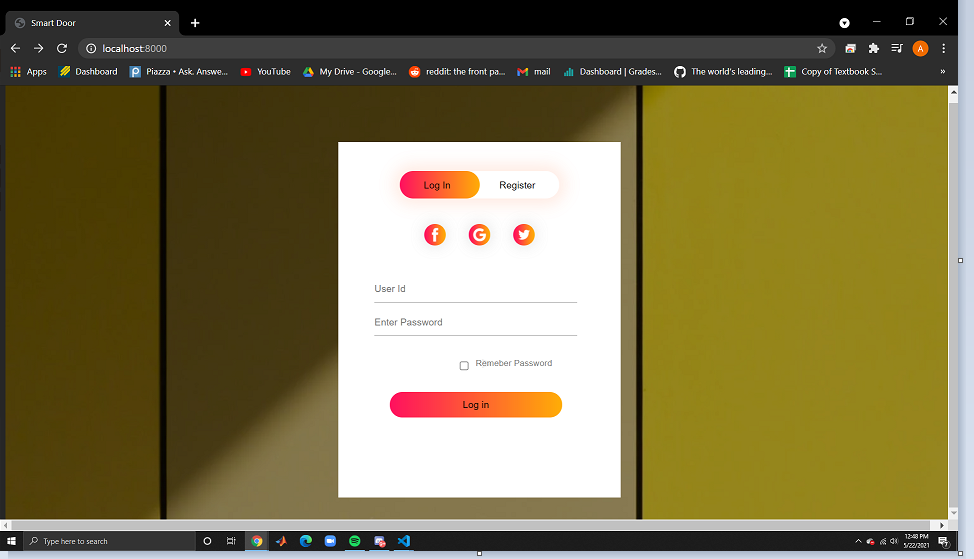 Smart Door
localhost:8000
A
Apps Dashboard Piazza • Ask. Answe... YouTube My Drive - Google... reddit: the front pa... mail Dashboard | Grades... The world's leading... Copy of Textbook S... »
Log In Register
User Id
Enter Password
Remeber Password
Log in
Type here to search
12:48 PM
5/22/2021